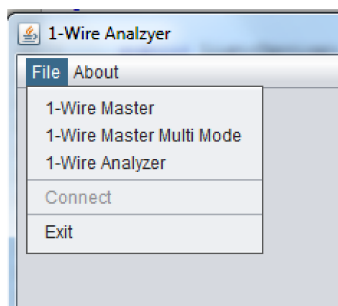 1-Wire Analzyer
File About
1-Wire Master
1-Wire Master Multi Mode
1-Wire Analyzer
Connect
Exit